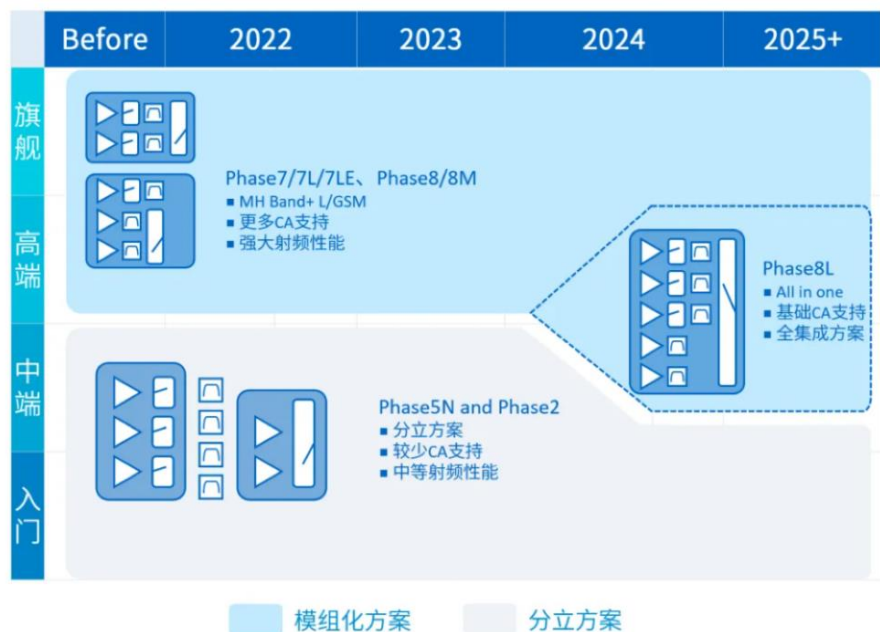 Before 2022 2023 2024 2025+
旗舰
Phase7/7L/7LE、Phase8/8M
■ MH Band+ L/GSM
■ 更多CA支持
■ 强大射频性能
高端
Phase8L
■ All in one
■ 基础CA支持
■ 全集成方案
中端
Phase5N and Phase2
■ 分立方案
■ 较少CA支持
■ 中等射频性能
入门
模组化方案 分立方案